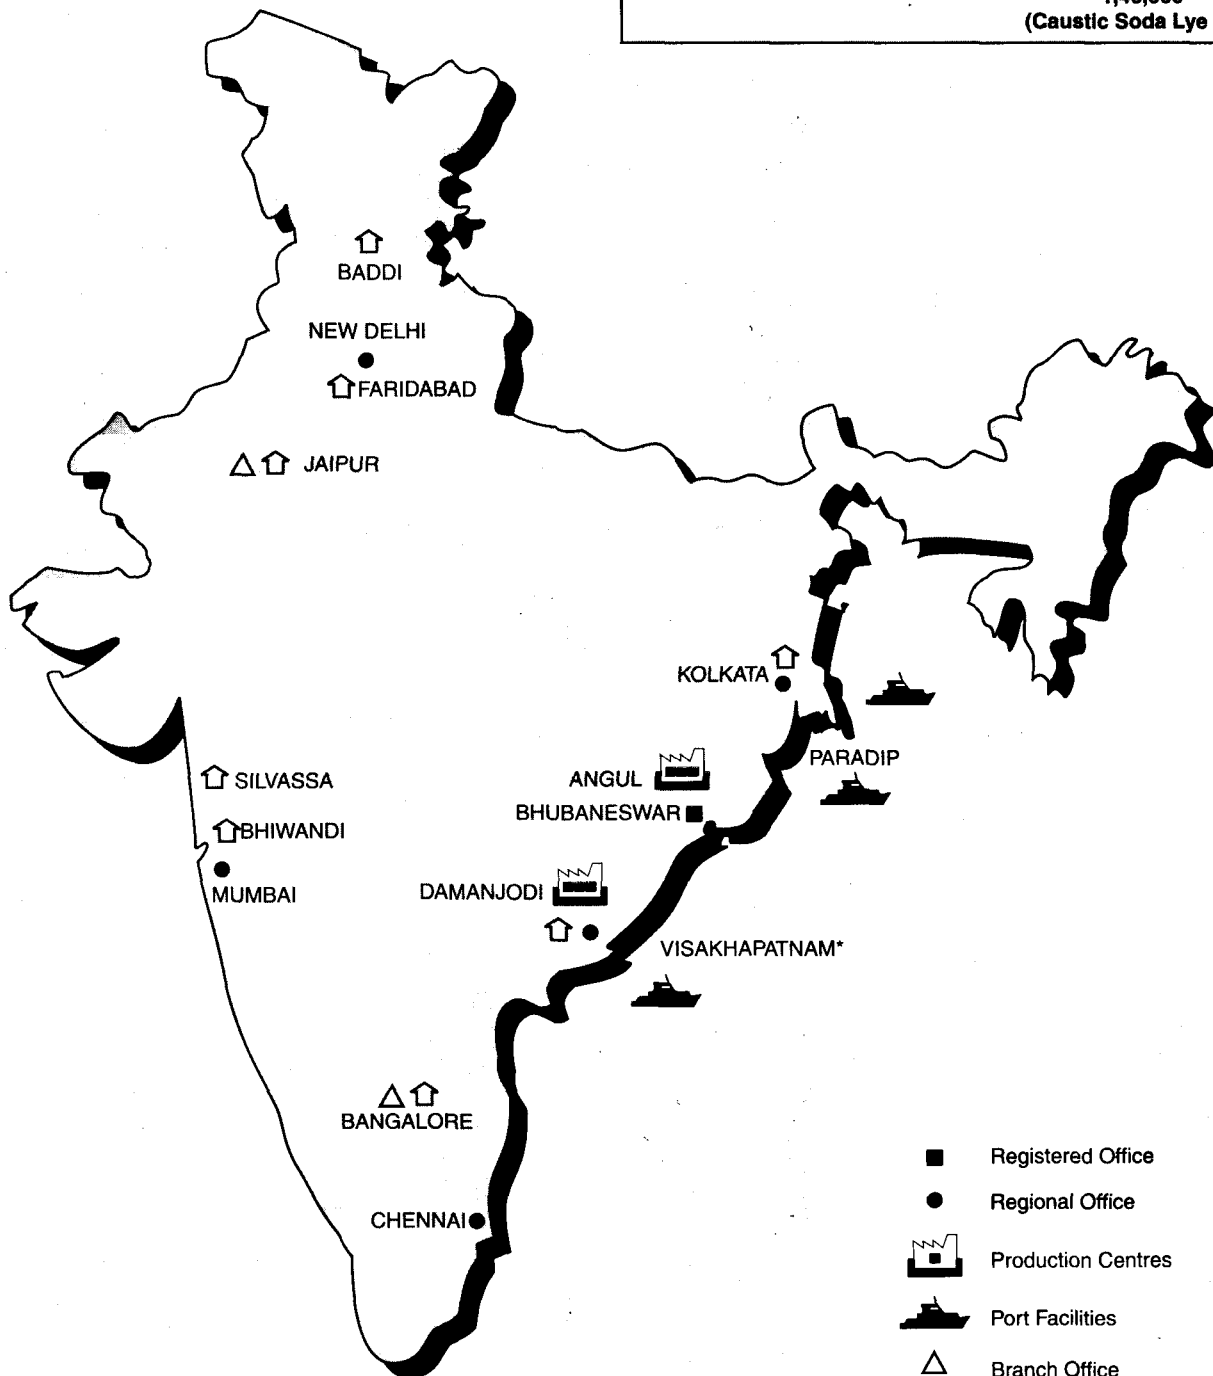 (Caustic Soda Lye
BADDI
NEW DELHI
FARIDABAD
JAIPUR
KOLKATA
PARADIP
SILVASSA
ANGUL
BHUBANESWAR
BHIWANDI
MUMBAI
DAMANJODI
VISAKHAPATNAM*
BANGALORE
CHENNAI
Registered Office
Regional Office
Production Centres
Port Facilities
Branch Office